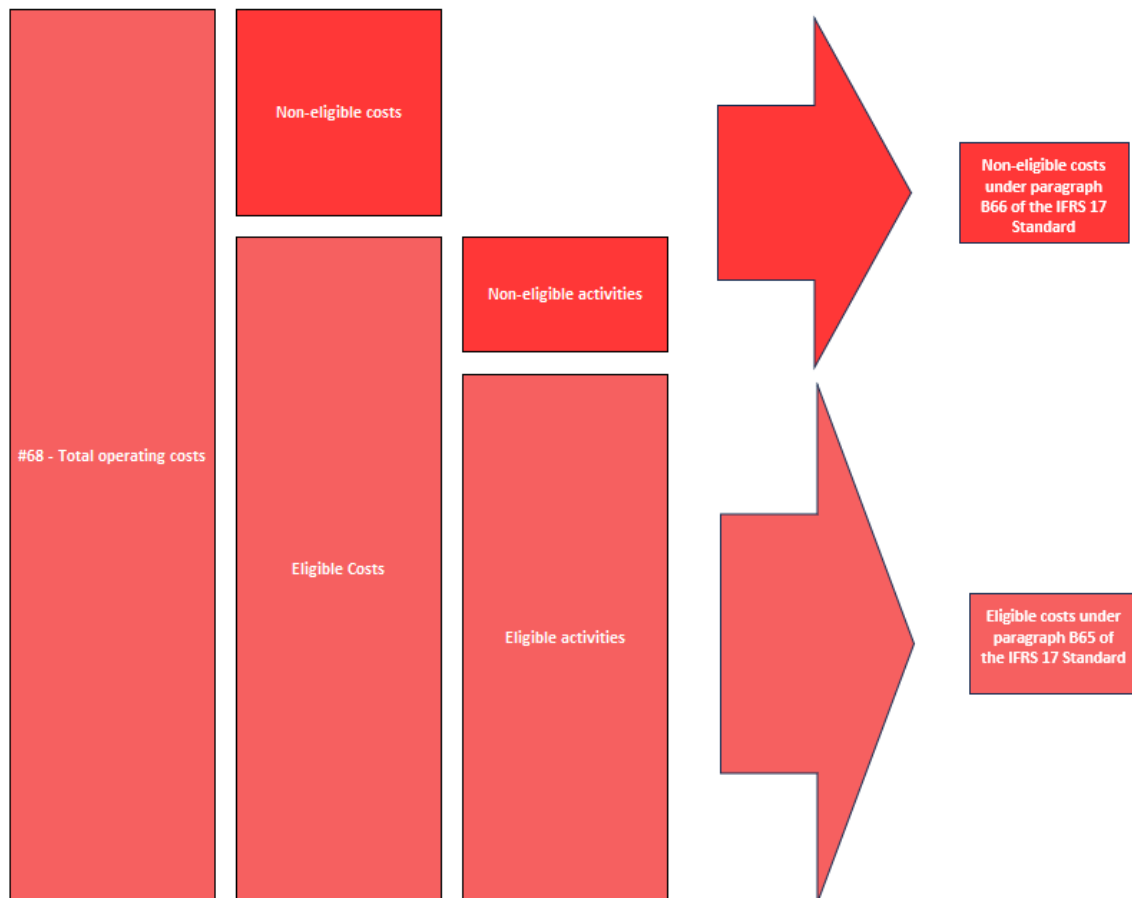 Non-eligible costs
Non-eligible costs
under paragraph
B66 of the IFRS 17
Standard
Non-eligible activities
#68 - Total operating costs
Eligible Costs
Eligible activities
Eligible costs under
paragraph B65 of
the IFRS 17 Standard